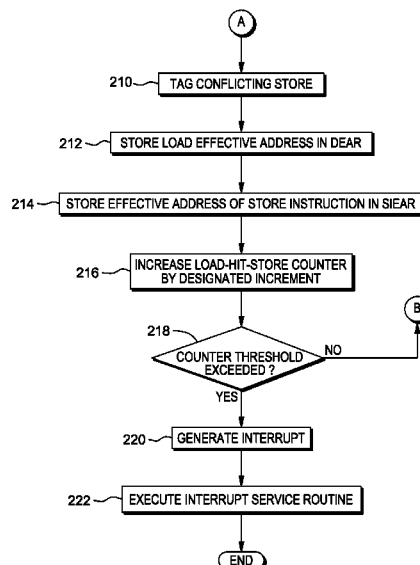 A
210
TAG CONFLICTING STORE
212
STORE LOAD EFFECTIVE ADDRESS IN DEAR
214
STORE EFFECTIVE ADDRESS OF STORE INSTRUCTION IN SIEAR
216
INCREASE LOAD-HIT-STORE COUNTER
BY DESIGNATED INCREMENT
B
218
COUNTER THRESHOLD
EXCEEDED ?
NO
YES
220
GENERATE INTERRUPT
222
EXECUTE INTERRUPT SERVICE ROUTINE
END